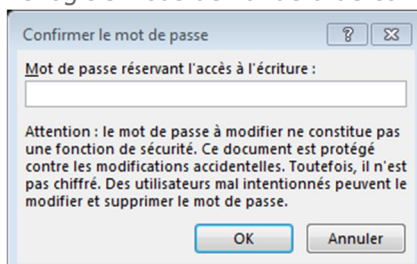 Confirmer le mot de passe
Mot de passe réservant l'accès à l'écriture :
Attention : le mot de passe à modifier ne constitue pas
une fonction de sécurité. Ce document est protégé
contre les modifications accidentelles. Toutefois, il n'est
pas chiffré. Des utilisateurs mal intentionnés peuvent le
modifier et supprimer le mot de passe.
OK Annuler